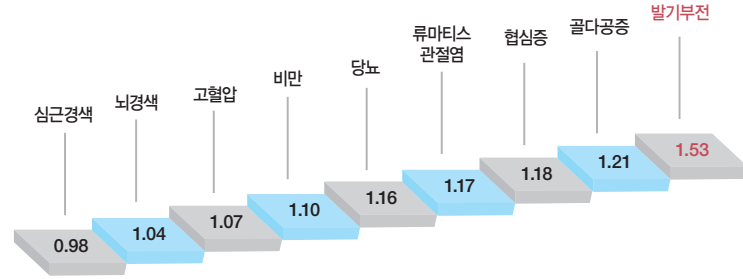 심근경색
뇌경색
고혈압
비만
당뇨
류마티스
관절염
협심증
골다공증
발기부전
0.98
1.04
1.07
1.10
1.16
1.17
1.18
1.21
1.53